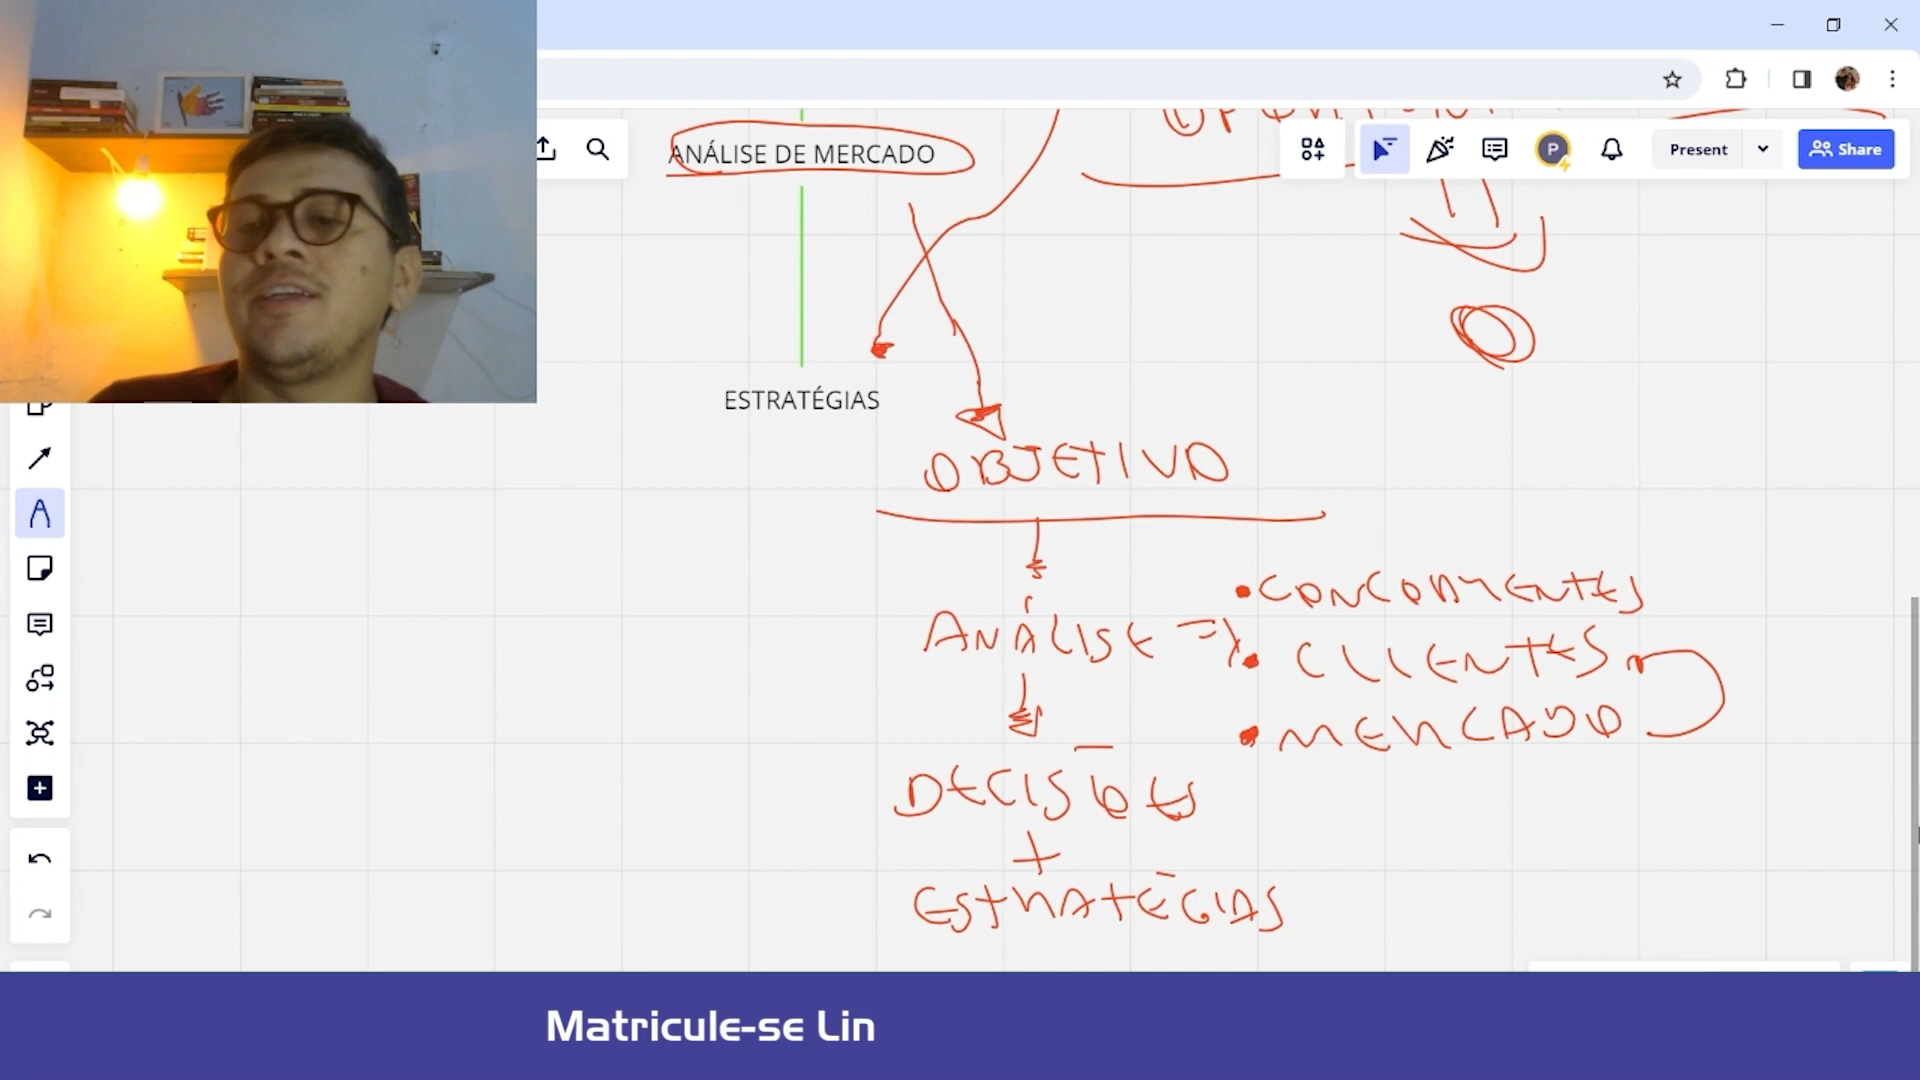 ANÁLISE DE MERCADO
Present
Share
P
ESTRATÉGIAS
OBJETIVO
ANÁLISE =>
• CONCORRENTES
• CLIENTES
• MERCADO
DECISÕES
+
ESTRATÉGIAS
Matricule-se Lin